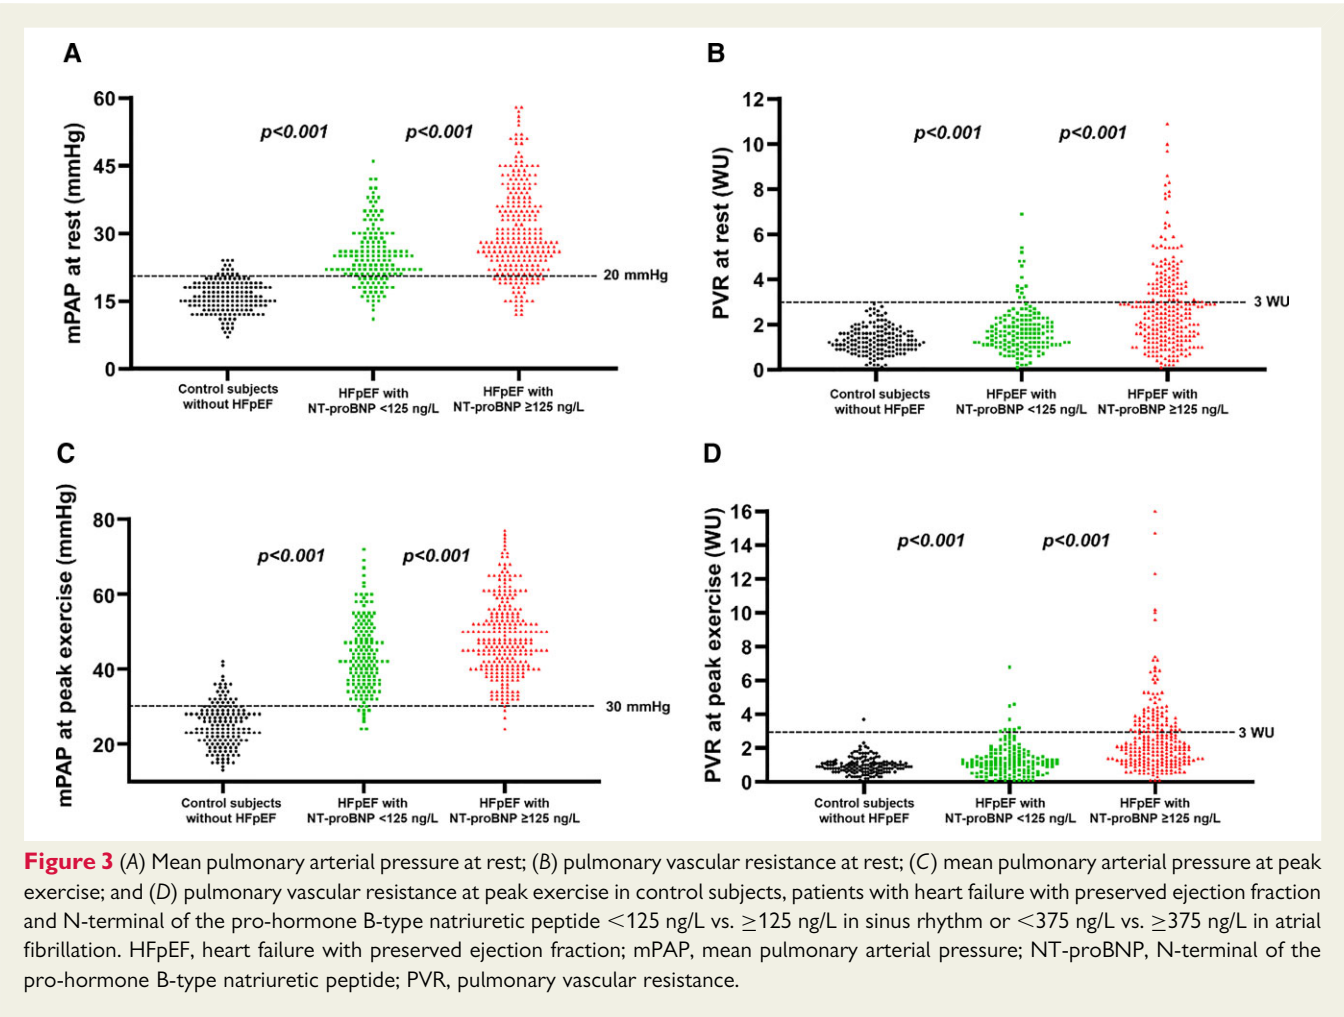 A
60
45
30
15
0
mPAP at rest (mmHg)
p<0.001
p<0.001
20 mmHg
Control subjects
without HFpEF
HFpEF with
NT-proBNP <125 ng/L
HFpEF with
NT-proBNP ≥125 ng/L
B
12
10
8
6
4
2
0
PVR at rest (WU)
p<0.001
p<0.001
3 WU
Control subjects
without HFpEF
HFpEF with
NT-proBNP <125 ng/L
HFpEF with
NT-proBNP ≥125 ng/L
C
80
60
40
20
mPAP at peak exercise (mmHg)
p<0.001
p<0.001
30 mmHg
Control subjects
without HFpEF
HFpEF with
NT-proBNP <125 ng/L
HFpEF with
NT-proBNP ≥125 ng/L
D
16
14
12
10
8
6
4
2
0
PVR at peak exercise (WU)
p<0.001
p<0.001
3 WU
Control subjects
without HFpEF
HFpEF with
NT-proBNP <125 ng/L
HFpEF with
NT-proBNP ≥125 ng/L
Figure 3 (A) Mean pulmonary arterial pressure at rest; (B) pulmonary vascular resistance at rest; (C) mean pulmonary arterial pressure at peak
exercise; and (D) pulmonary vascular resistance at peak exercise in control subjects, patients with heart failure with preserved ejection fraction
and N-terminal of the pro-hormone B-type natriuretic peptide <125 ng/L vs. ≥125 ng/L in sinus rhythm or <375 ng/L vs. ≥375 ng/L in atrial
fibrillation. HFpEF, heart failure with preserved ejection fraction; mPAP, mean pulmonary arterial pressure; NT-proBNP, N-terminal of the
pro-hormone B-type natriuretic peptide; PVR, pulmonary vascular resistance.